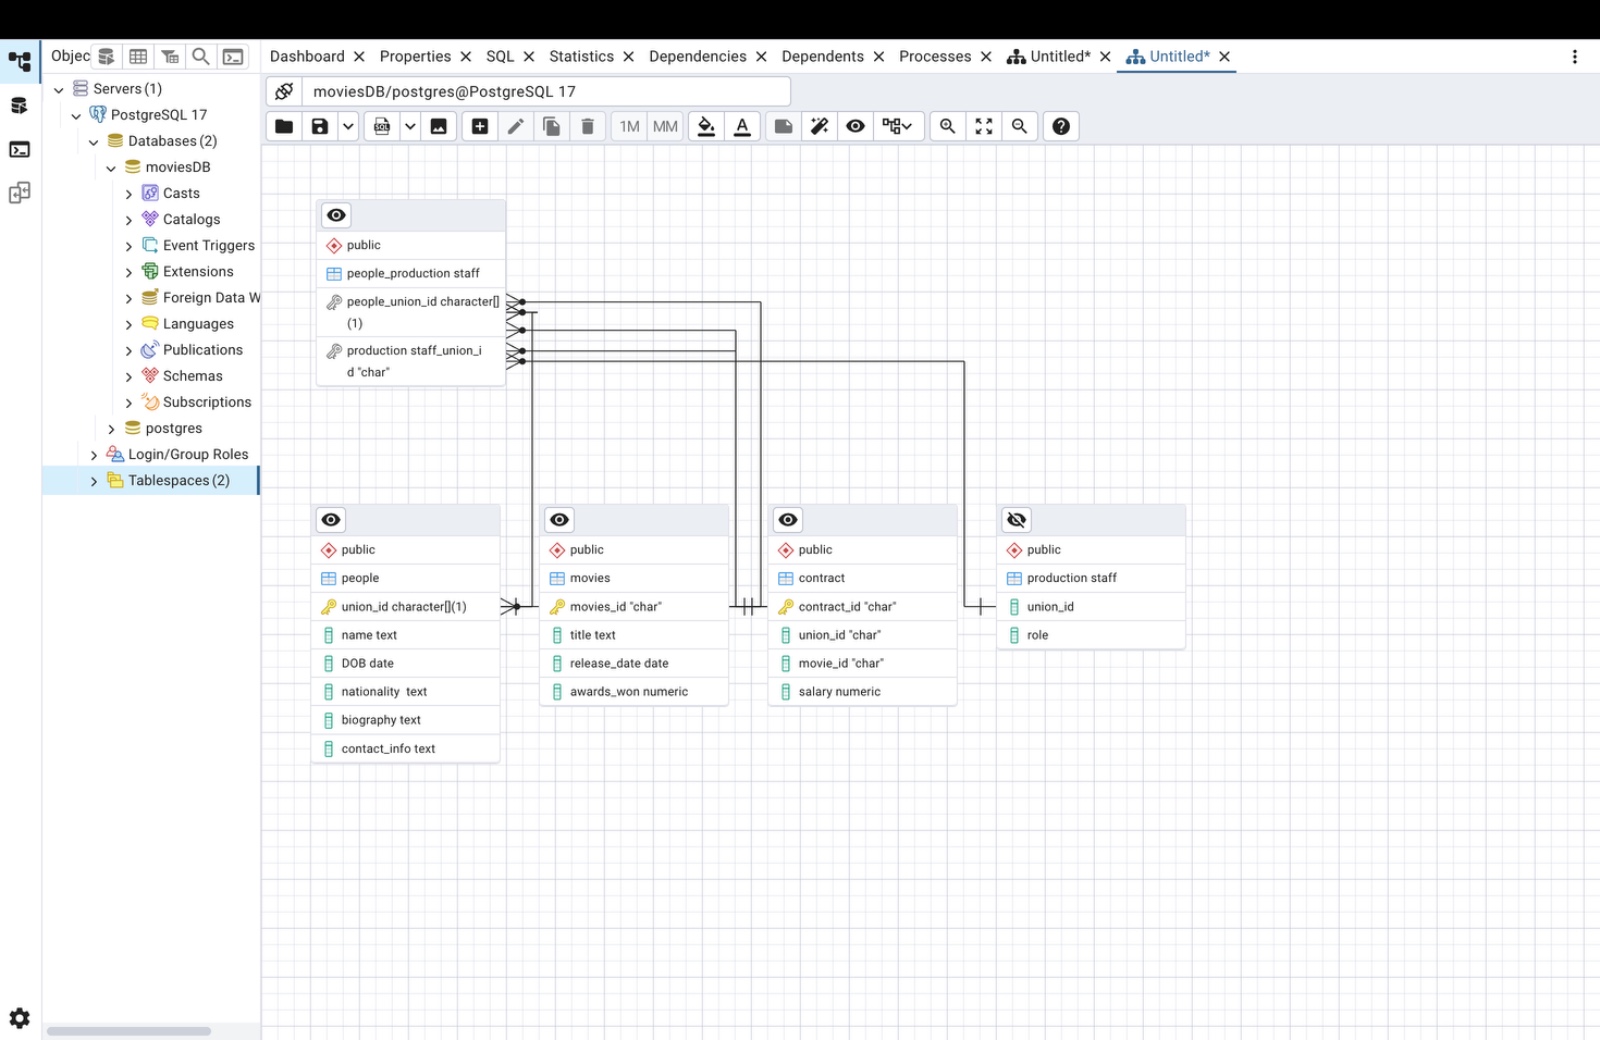 Objec
Dashboard
Properties
SQL
Statistics
Dependencies
Dependents
Processes
Untitled*
Untitled*
moviesDB/postgres@PostgreSQL 17
SQL
1M
MM
A
Servers (1)
PostgreSQL 17
Databases (2)
moviesDB
Casts
Catalogs
Event Triggers
Extensions
Foreign Data W
Languages
Publications
Schemas
Subscriptions
postgres
Login/Group Roles
Tablespaces (2)
public
people_production staff
people_union_id character[]
(1)
production staff_union_i
d "char"
public
people
union_id character[](1)
name text
DOB date
nationality  text
biography text
contact_info text
public
movies
movies_id "char"
title text
release_date date
awards_won numeric
public
contract
contract_id "char"
union_id "char"
movie_id "char"
salary numeric
public
production staff
union_id
role